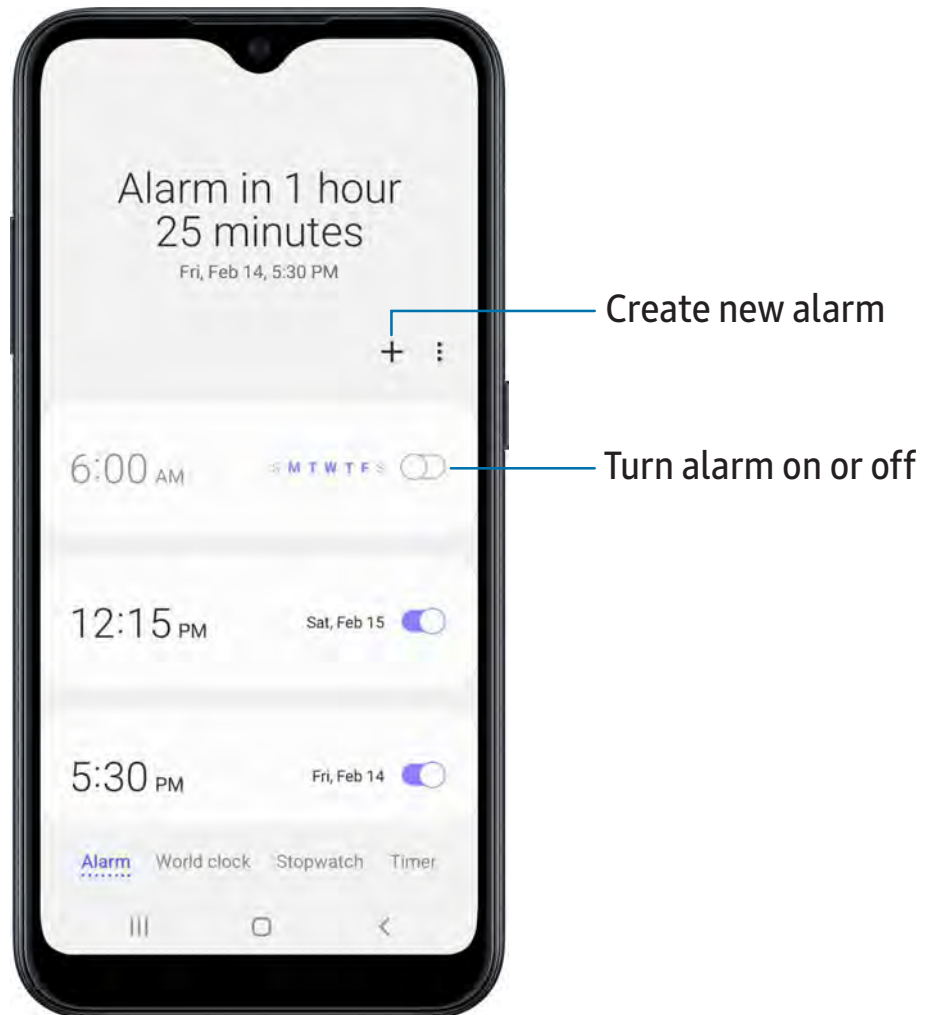 Alarm in 1 hour
25 minutes
Fri, Feb 14, 5:30 PM
Create new alarm
6:00 AM S M T W T F S
Turn alarm on or off
12:15 PM Sat, Feb 15
5:30 PM Fri, Feb 14
Alarm World clock Stopwatch Timer